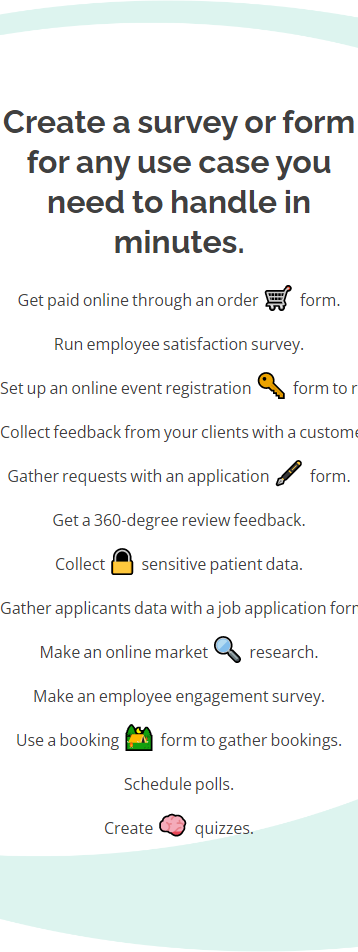 Create a survey or form
for any use case you
need to handle in
minutes.
Get paid online through an order form.
Run employee satisfaction survey.
Set up an online event registration form to r
Collect feedback from your clients with a custome
Gather requests with an application form.
Get a 360-degree review feedback.
Collect sensitive patient data.
Gather applicants data with a job application for
Make an online market research.
Make an employee engagement survey.
Use a booking form to gather bookings.
Schedule polls.
Create quizzes.